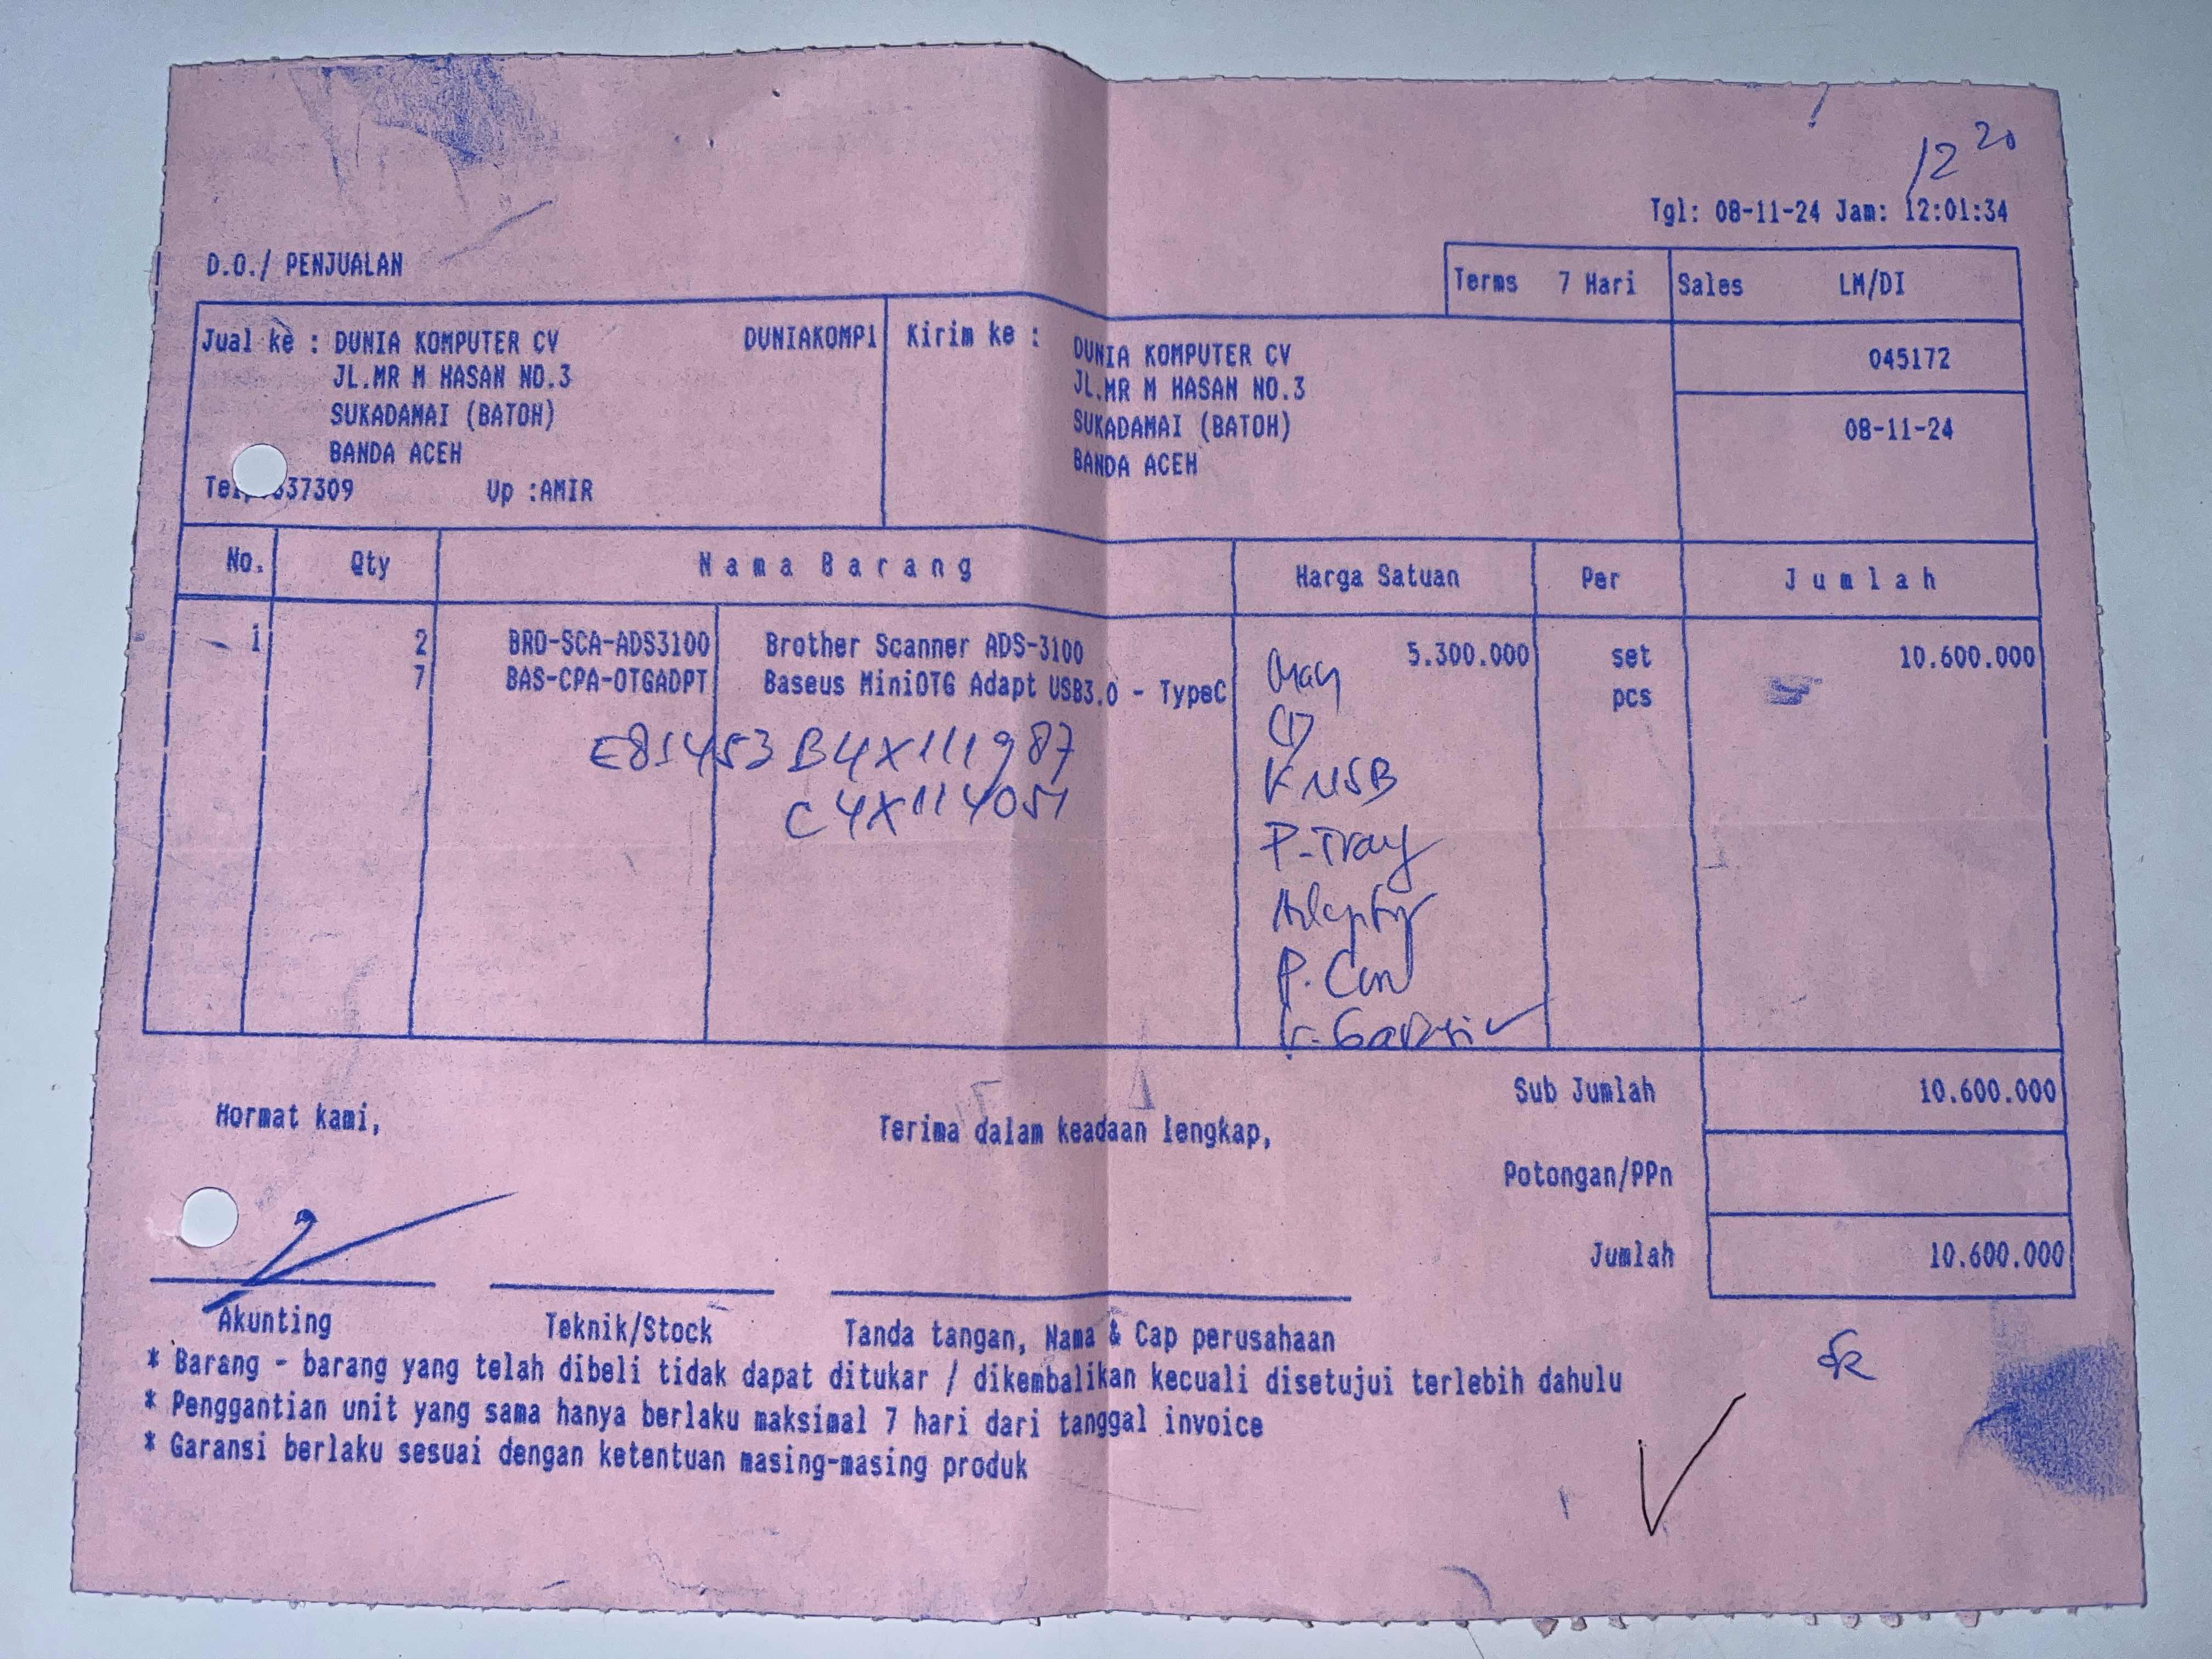 12 20
Tgl: 08-11-24 Jam: 12:01:34
D.O./ PENJUALAN
Terms 7 Hari Sales LM/DI
Jual ke : DUNIA KOMPUTER CV DUNIAKOMP1 Kirim ke : DUNIA KOMPUTER CV 045172
JL.MR M HASAN NO.3 JL.MR M HASAN NO.3
SUKADAMAI (BATOH) SUKADAMAI (BATOH) 08-11-24
BANDA ACEH BANDA ACEH
37309 Up :AMIR
No. Qty Nama Barang Harga Satuan Per Jumlah
1 2 BRO-SCA-ADS3100 Brother Scanner ADS-3100 5.300.000 set 10.600.000
7 BAS-CPA-OTGADPT Baseus MiniOTG Adapt USB3.0 - TypeC pcs
E81453B4X111987
C4X114051
K USB
P-Tray
Adaptor
P. Con
K-Garansi
Sub Jumlah 10.600.000
Hormat kami, Terima dalam keadaan lengkap,
Potongan/PPn
Jumlah 10.600.000
Akunting Teknik/Stock Tanda tangan, Nama & Cap perusahaan
* Barang - barang yang telah dibeli tidak dapat ditukar / dikembalikan kecuali disetujui terlebih dahulu
* Penggantian unit yang sama hanya berlaku maksimal 7 hari dari tanggal invoice
* Garansi berlaku sesuai dengan ketentuan masing-masing produk